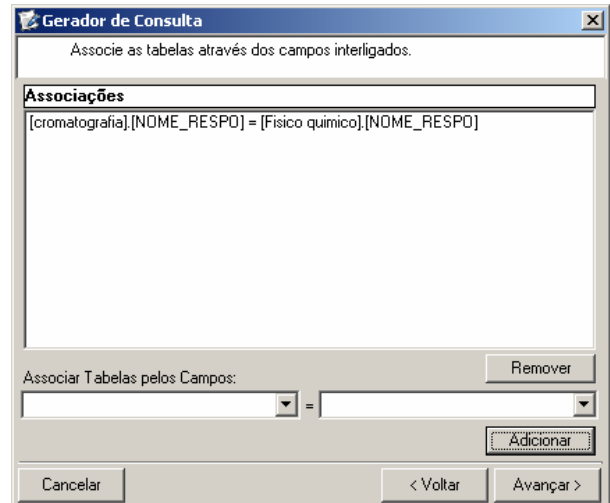 Gerador de Consulta
Associe as tabelas através dos campos interligados.
Associações
[cromatografia].[NOME_RESPO] = [Fisico quimico].[NOME_RESPO]
Remover
Associar Tabelas pelos Campos:
=
Adicionar
Cancelar
< Voltar
Avançar >